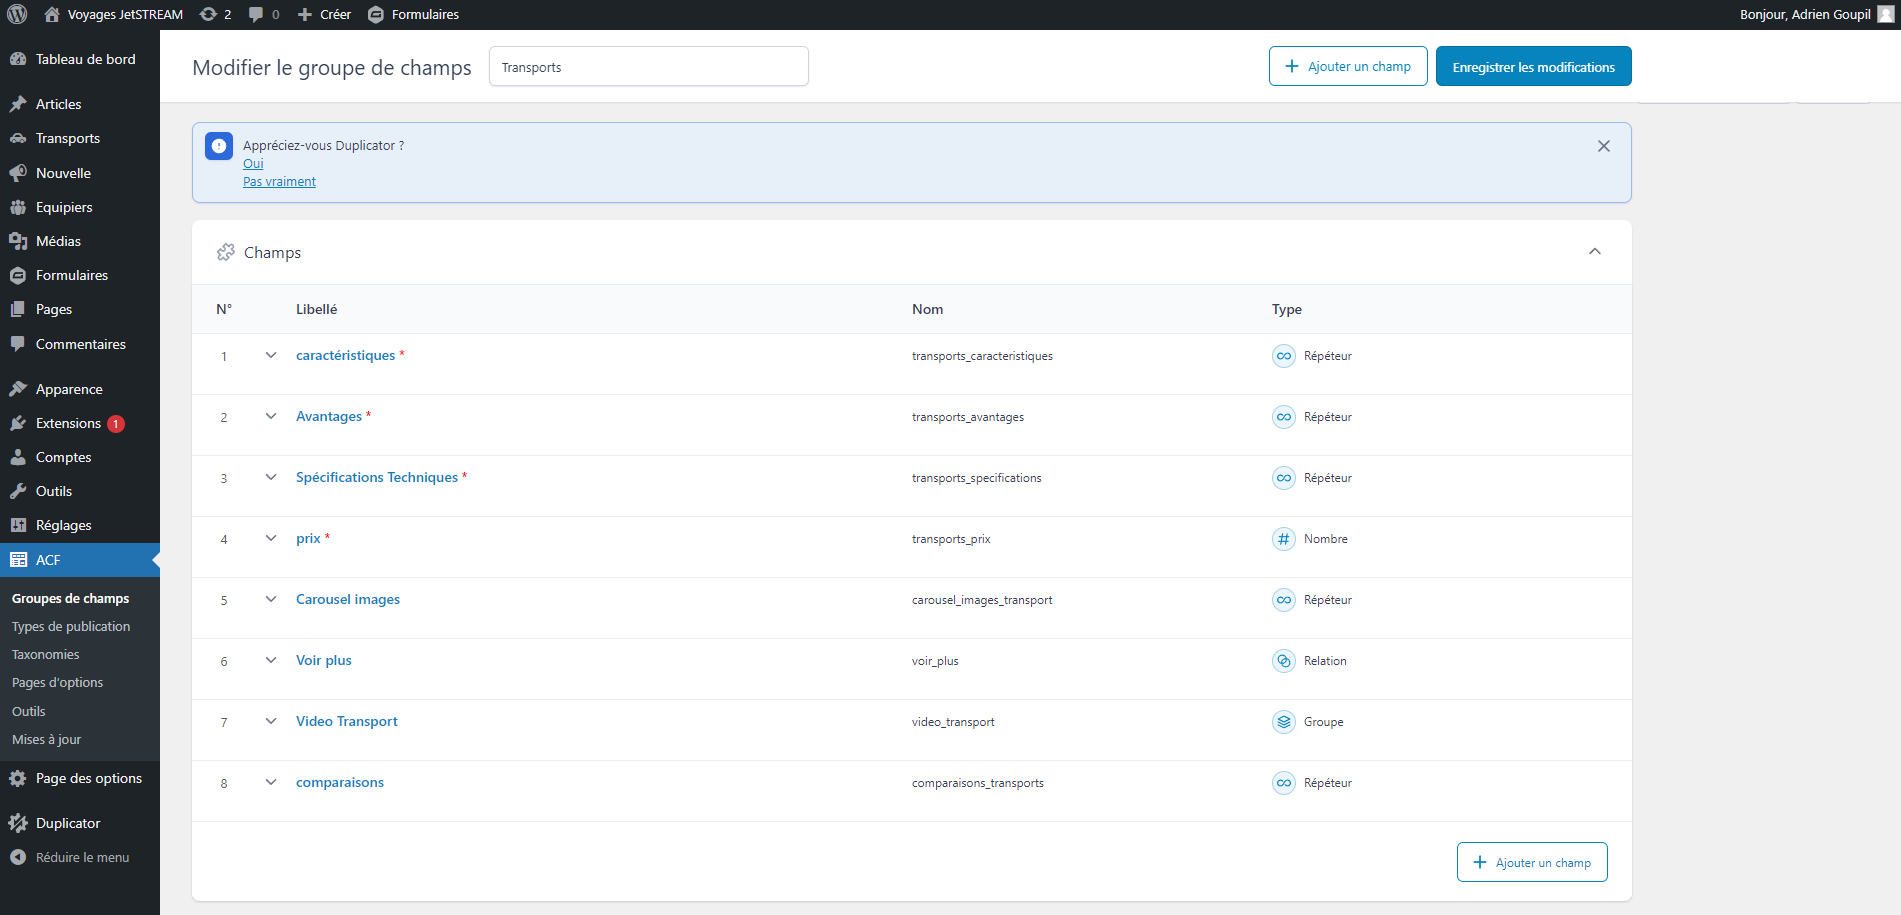 Voyages JetSTREAM
2
0
Créer
Formulaires
Bonjour, Adrien Goupil
Tableau de bord
Articles
Transports
Nouvelle
Equipiers
Médias
Formulaires
Pages
Commentaires
Apparence
Extensions 1
Comptes
Outils
Réglages
ACF
Groupes de champs
Types de publication
Taxonomies
Pages d'options
Outils
Mises à jour
Page des options
Duplicator
Réduire le menu
Modifier le groupe de champs
Transports
+ Ajouter un champ
Enregistrer les modifications
Appréciez-vous Duplicator ?
Oui
Pas vraiment
Champs
N° Libellé Nom Type
1 caractéristiques * transports_caracteristiques Répéteur
2 Avantages * transports_avantages Répéteur
3 Spécifications Techniques * transports_specifications Répéteur
4 prix * transports_prix # Nombre
5 Carousel images carousel_images_transport Répéteur
6 Voir plus voir_plus Relation
7 Video Transport video_transport Groupe
8 comparaisons comparaisons_transports Répéteur
+ Ajouter un champ